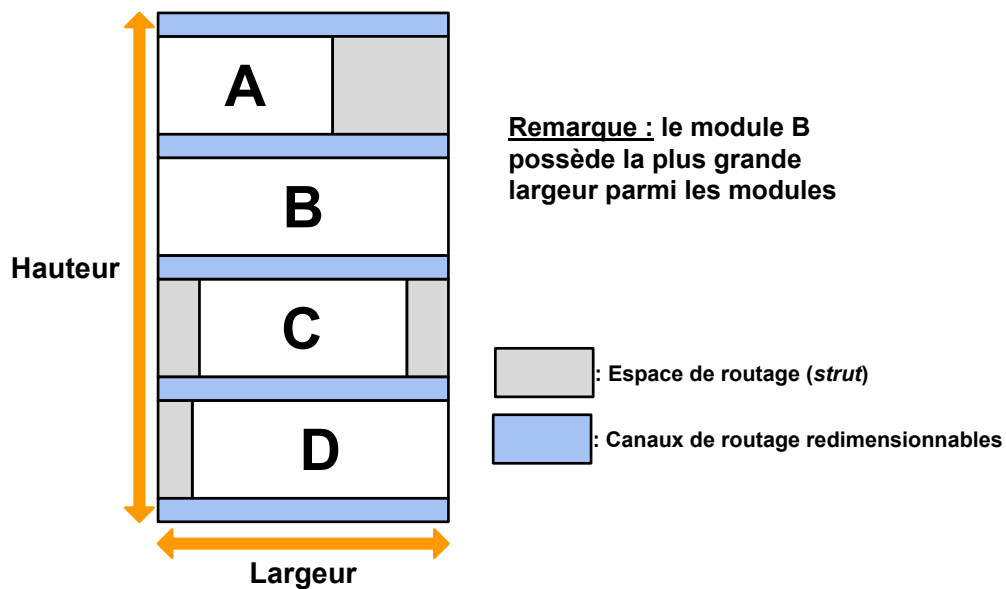 A
Remarque : le module B
possède la plus grande
largeur parmi les modules
B
Hauteur
C
: Espace de routage (strut)
D
: Canaux de routage redimensionnables
Largeur